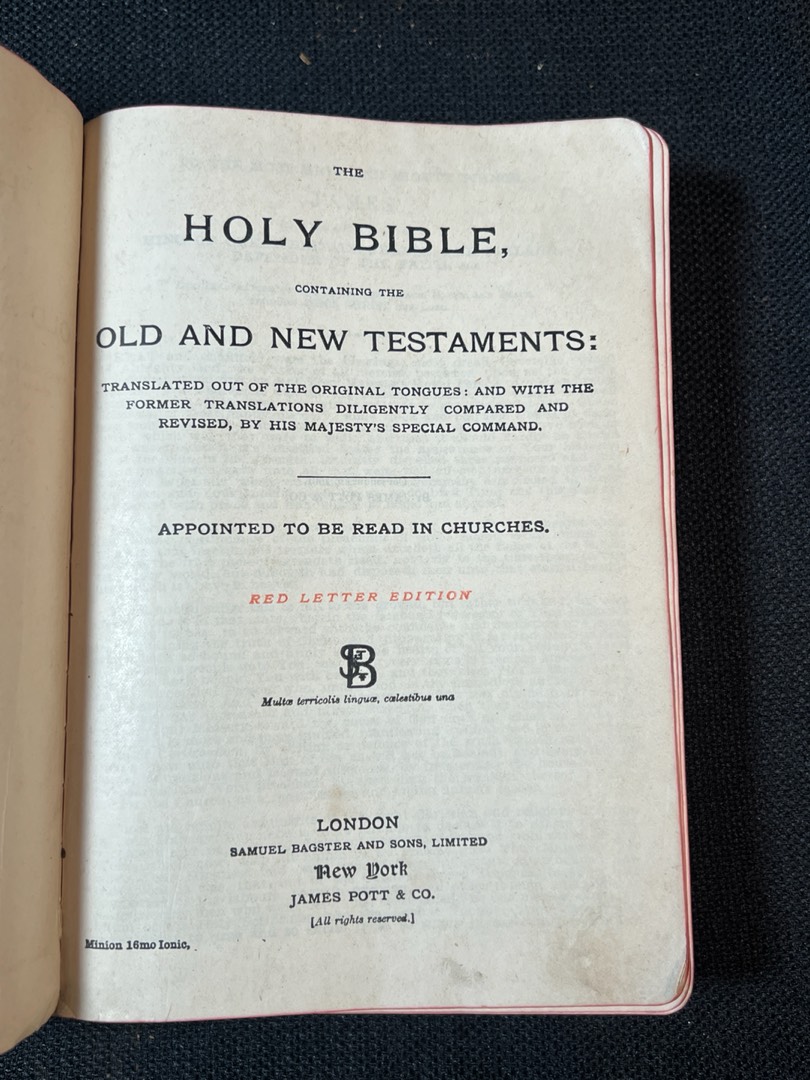 THE
HOLY BIBLE,
CONTAINING THE
OLD AND NEW TESTAMENTS:
TRANSLATED OUT OF THE ORIGINAL TONGUES: AND WITH THE
FORMER TRANSLATIONS DILIGENTLY COMPARED AND
REVISED, BY HIS MAJESTY'S SPECIAL COMMAND.
APPOINTED TO BE READ IN CHURCHES.
RED LETTER EDITION
Multæ terricolis linguæ, cœlestibus una
LONDON
SAMUEL BAGSTER AND SONS, LIMITED
New York
JAMES POTT & CO.
[All rights reserved.]
Minion 16mo Ionic,